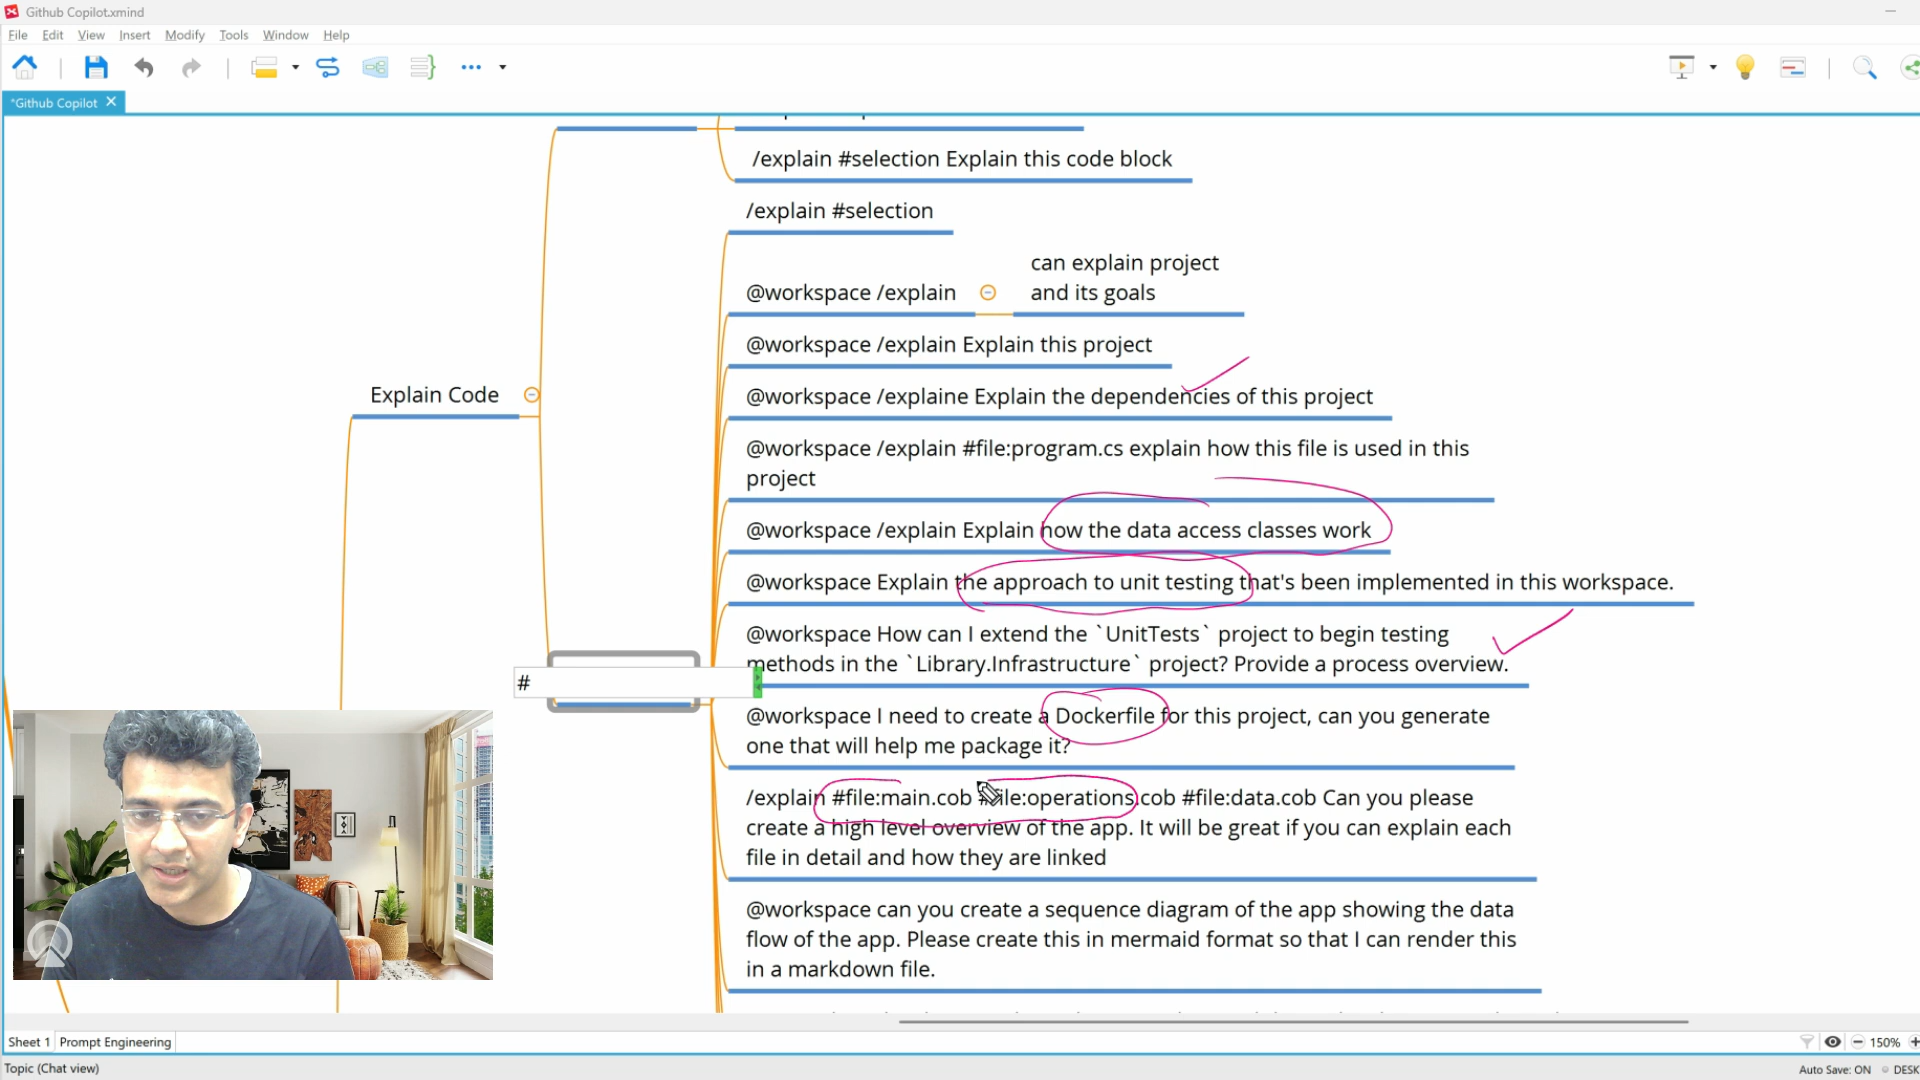 Github Copilot.xmind
File Edit View Insert Modify Tools Window Help
*Github Copilot
/explain #selection Explain this code block
/explain #selection
@workspace /explain
can explain project
and its goals
@workspace /explain Explain this project
Explain Code
@workspace /explaine Explain the dependencies of this project
@workspace /explain #file:program.cs explain how this file is used in this
project
@workspace /explain Explain how the data access classes work
@workspace Explain the approach to unit testing that's been implemented in this workspace.
@workspace How can I extend the `UnitTests` project to begin testing
methods in the `Library.Infrastructure` project? Provide a process overview.
#
@workspace I need to create a Dockerfile for this project, can you generate
one that will help me package it?
/explain #file:main.cob #file:operations.cob #file:data.cob Can you please
create a high level overview of the app. It will be great if you can explain each
file in detail and how they are linked
@workspace can you create a sequence diagram of the app showing the data
flow of the app. Please create this in mermaid format so that I can render this
in a markdown file.
Sheet 1 Prompt Engineering
150%
Topic (Chat view)
Auto Save: ON DESK